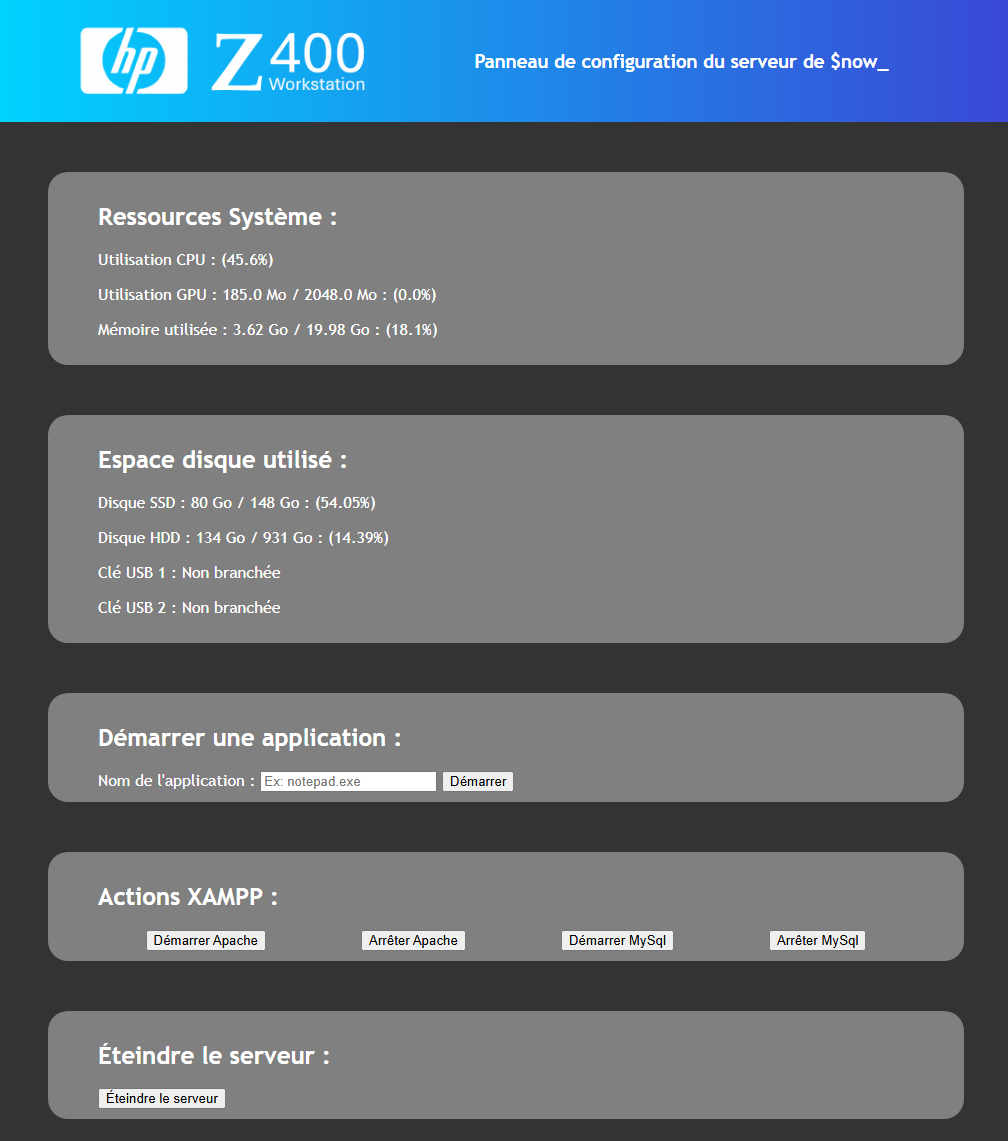 hp Z400
Workstation
Panneau de configuration du serveur de $now_
Ressources Système :
Utilisation CPU : (45.6%)
Utilisation GPU : 185.0 Mo / 2048.0 Mo : (0.0%)
Mémoire utilisée : 3.62 Go / 19.98 Go : (18.1%)
Espace disque utilisé :
Disque SSD : 80 Go / 148 Go : (54.05%)
Disque HDD : 134 Go / 931 Go : (14.39%)
Clé USB 1 : Non branchée
Clé USB 2 : Non branchée
Démarrer une application :
Nom de l'application : Ex: notepad.exe Démarrer
Actions XAMPP :
Démarrer Apache Arrêter Apache Démarrer MySql Arrêter MySql
Éteindre le serveur :
Éteindre le serveur